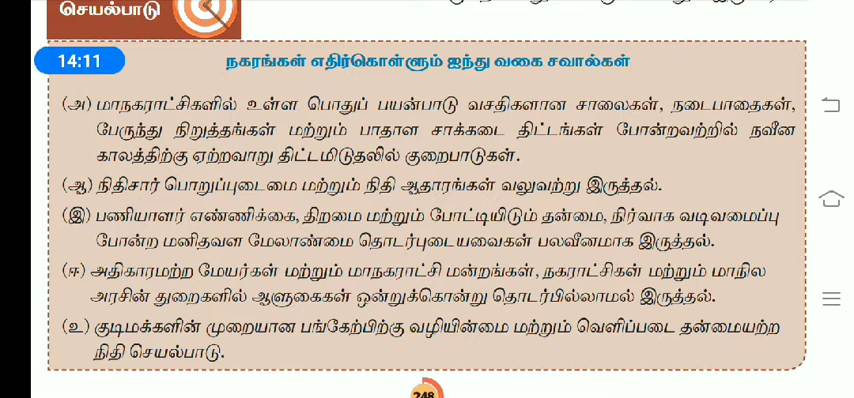 செயல்பாடு
14:11
நகரங்கள் எதிர்கொள்ளும் ஐந்து வகை சவால்கள்
(அ) மாநகராட்சிகளில் உள்ள பொதுப் பயன்பாடு வசதிகளான சாலைகள், நடைபாதைகள்,
பேருந்து நிறுத்தங்கள் மற்றும் பாதாள சாக்கடை திட்டங்கள் போன்றவற்றில் நவீன
காலத்திற்கு ஏற்றவாறு திட்டமிடுதலில் குறைபாடுகள்.
(ஆ) நிதிசார் பொறுப்புடைமை மற்றும் நிதி ஆதாரங்கள் வலுவற்று இருத்தல்.
(இ) பணியாளர் எண்ணிக்கை, திறமை மற்றும் போட்டியிடும் தன்மை, நிர்வாக வடிவமைப்பு
போன்ற மனிதவள மேலாண்மை தொடர்புடையவைகள் பலவீனமாக இருத்தல்.
(ஈ) அதிகாரமற்ற மேயர்கள் மற்றும் மாநகராட்சி மன்றங்கள், நகராட்சிகள் மற்றும் மாநில
அரசின் துறைகளில் ஆளுகைகள் ஒன்றுக்கொன்று தொடர்பில்லாமல் இருத்தல்.
(உ) குடிமக்களின் முறையான பங்கேற்பிற்கு வழியின்மை மற்றும் வெளிப்படை தன்மையற்ற
நிதி செயல்பாடு.
248